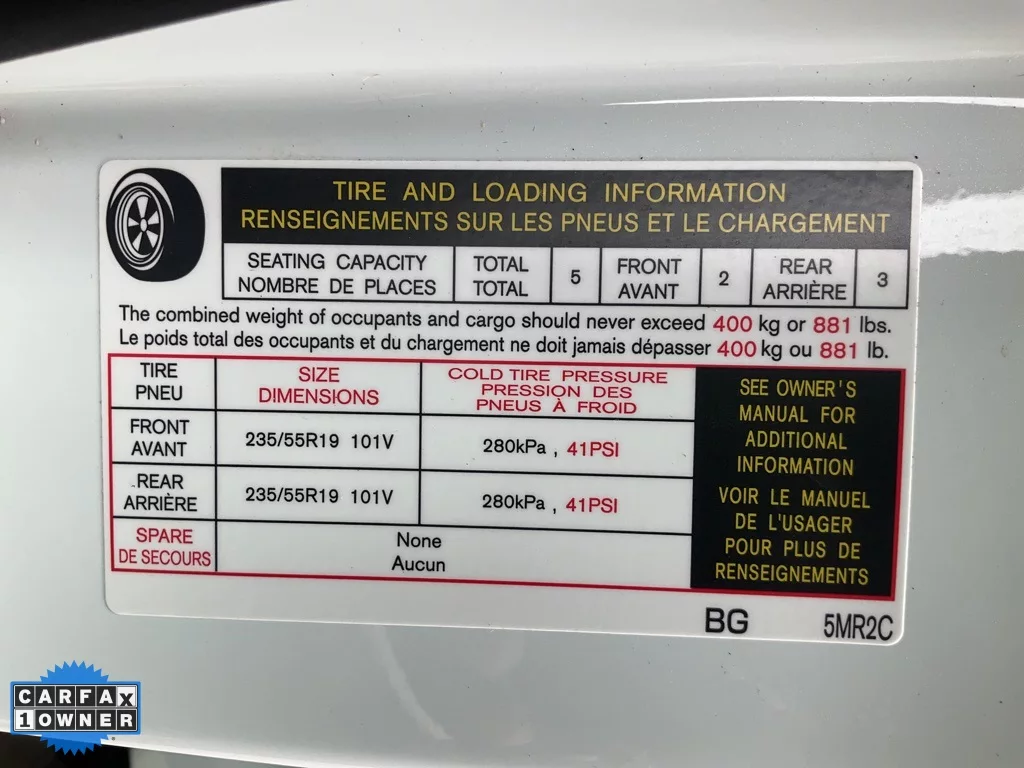 TIRE AND LOADING INFORMATION
RENSEIGNEMENTS SUR LES PNEUS ET LE CHARGEMENT
SEATING CAPACITY TOTAL 5 FRONT 2 REAR 3
NOMBRE DE PLACES TOTAL AVANT ARRIÈRE
The combined weight of occupants and cargo should never exceed 400 kg or 881 lbs.
Le poids total des occupants et du chargement ne doit jamais dépasser 400 kg ou 881 lb.
TIRE SIZE COLD TIRE PRESSURE
PNEU DIMENSIONS PRESSION DES
PNEUS À FROID
FRONT
AVANT 235/55R19 101V 280kPa , 41PSI
REAR
ARRIÈRE 235/55R19 101V 280kPa , 41PSI
SPARE None
DE SECOURS Aucun
SEE OWNER'S
MANUAL FOR
ADDITIONAL
INFORMATION
VOIR LE MANUEL
DE L'USAGER
POUR PLUS DE
RENSEIGNEMENTS
BG 5MR2C
CARFAX
1 OWNER